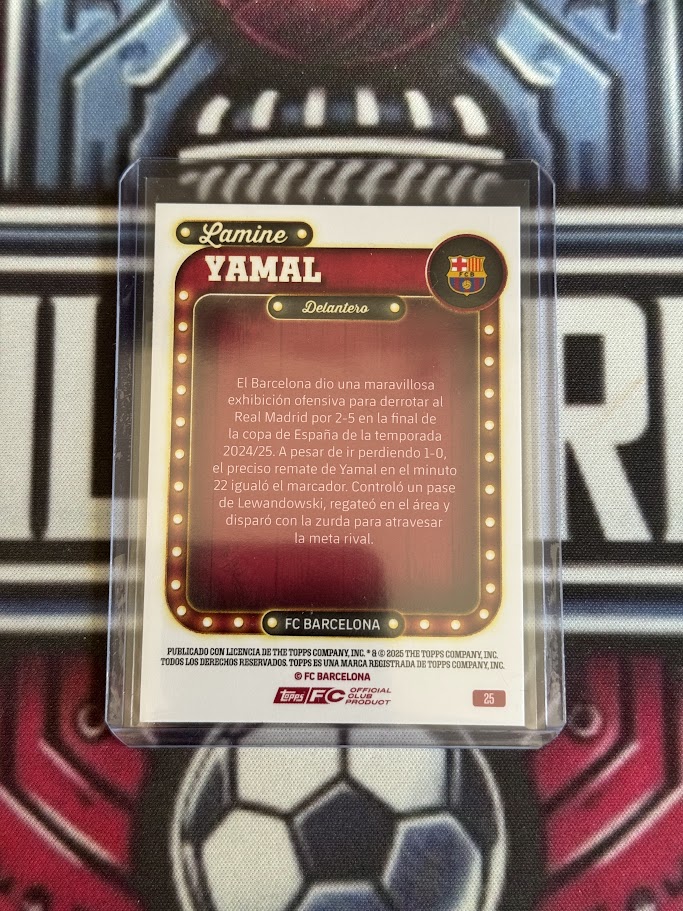 Lamine
YAMAL
FCB
Delantero
El Barcelona dio una maravillosa
exhibición ofensiva para derrotar al
Real Madrid por 2-5 en la final de
la copa de España de la temporada
2024/25. A pesar de ir perdiendo 1-0,
el preciso remate de Yamal en el minuto
22 igualó el marcador. Controló un pase
de Lewandowski, regateó en el área y
disparó con la zurda para atravesar
la meta rival.
FC BARCELONA
PUBLICADO CON LICENCIA DE THE TOPPS COMPANY, INC. ® & © 2025 THE TOPPS COMPANY, INC.
TODOS LOS DERECHOS RESERVADOS. TOPPS ES UNA MARCA REGISTRADA DE TOPPS COMPANY, INC.
© FC BARCELONA
Topps FC OFFICIAL
CLUB
PRODUCT
25